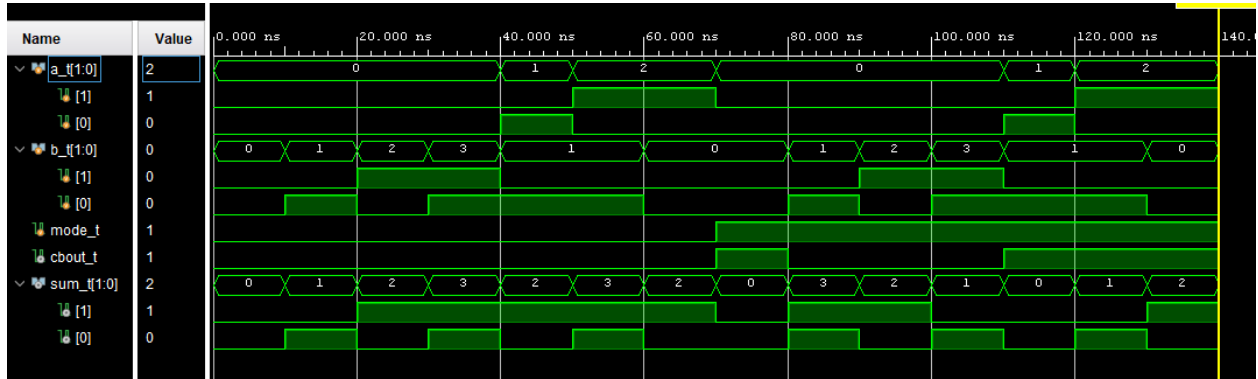 Name Value 0.000 ns 20.000 ns 40.000 ns 60.000 ns 80.000 ns 100.000 ns 120.000 ns 140.
a_t[1:0] 2 0 1 2 0 1 2
[1] 1
[0] 0
b_t[1:0] 0 0 1 2 3 1 0 1 2 3 1 0
[1] 0
[0] 0
mode_t 1
cbout_t 1
sum_t[1:0] 2 0 1 2 3 2 3 2 0 3 2 1 0 1 2
[1] 1
[0] 0